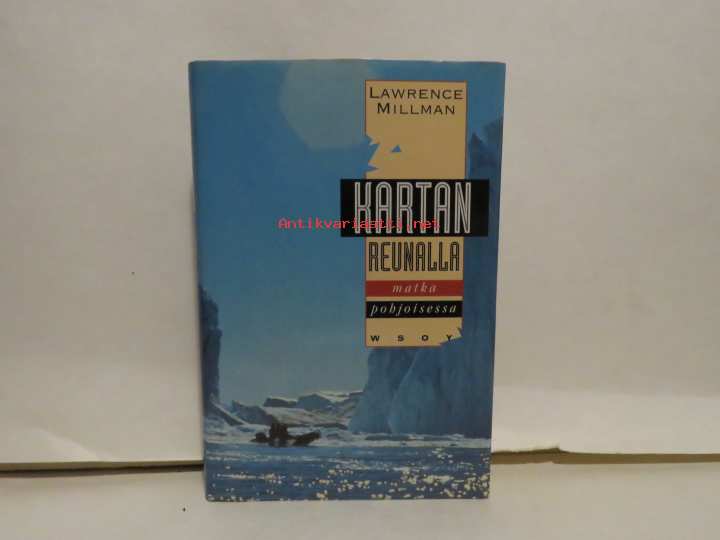 LAWRENCE
MILLMAN
KARTAN
Antikvariaatti.net
REUNALLA
matka
pohjoisessa
WSOY